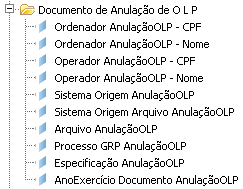 Documento de Anulação de O L P
Ordenador AnulaçãoOLP - CPF
Ordenador AnulaçãoOLP - Nome
Operador AnulaçãoOLP - CPF
Operador AnulaçãoOLP - Nome
Sistema Origem AnulaçãoOLP
Sistema Origem Arquivo AnulaçãoOLP
Arquivo AnulaçãoOLP
Processo GRP AnulaçãoOLP
Especificação AnulaçãoOLP
AnoExercício Documento AnulaçãoOLP